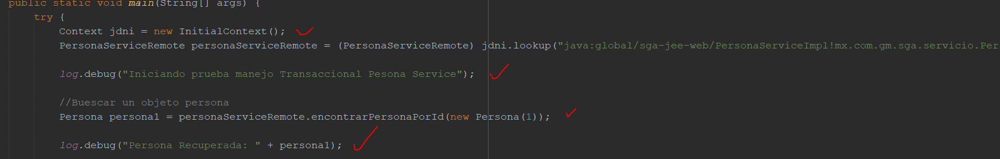 public static void main(String[] args) {
try {
Context jdni = new InitialContext();
PersonaServiceRemote personaServiceRemote = (PersonaServiceRemote) jdni.lookup("java:global/sga-jee-web/PersonaServiceImpl!mx.com.gm.sga.servicio.Per
log.debug("Iniciando prueba manejo Transaccional Pesona Service");
//Buescar un objeto persona
Persona persona1 = personaServiceRemote.encontrarPersonaPorId(new Persona(1));
log.debug("Persona Recuperada: " + persona1);